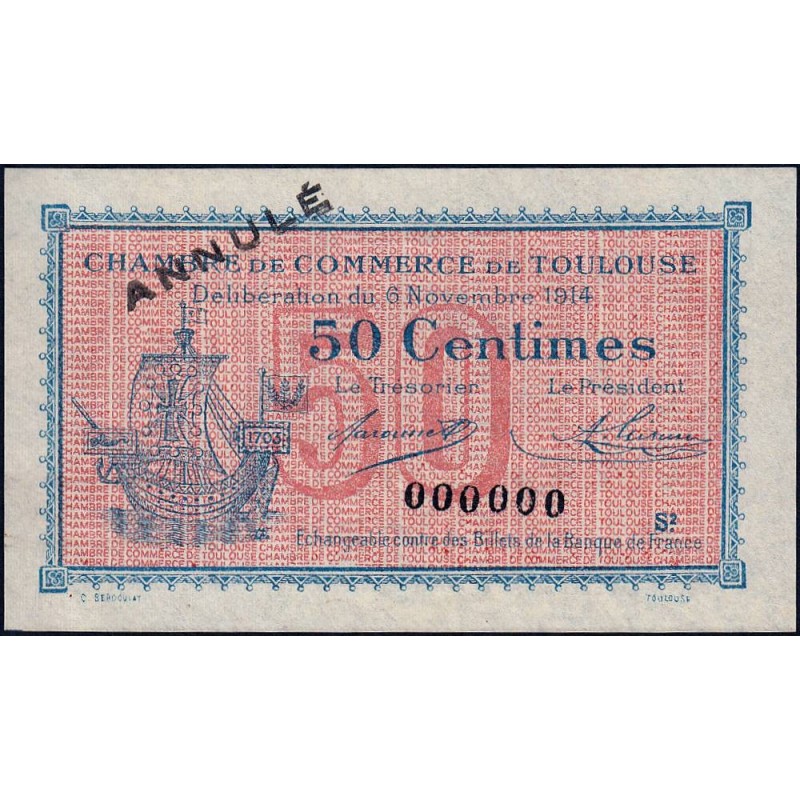 ANNULÉ
CHAMBRE DE COMMERCE DE TOULOUSE
Délibération du 6 Novembre 1914
50 Centimes
Le Trésorier Le Président
50
1703
000000
S²
Echangeable contre des Billets de la Banque de France
TOULOUSE